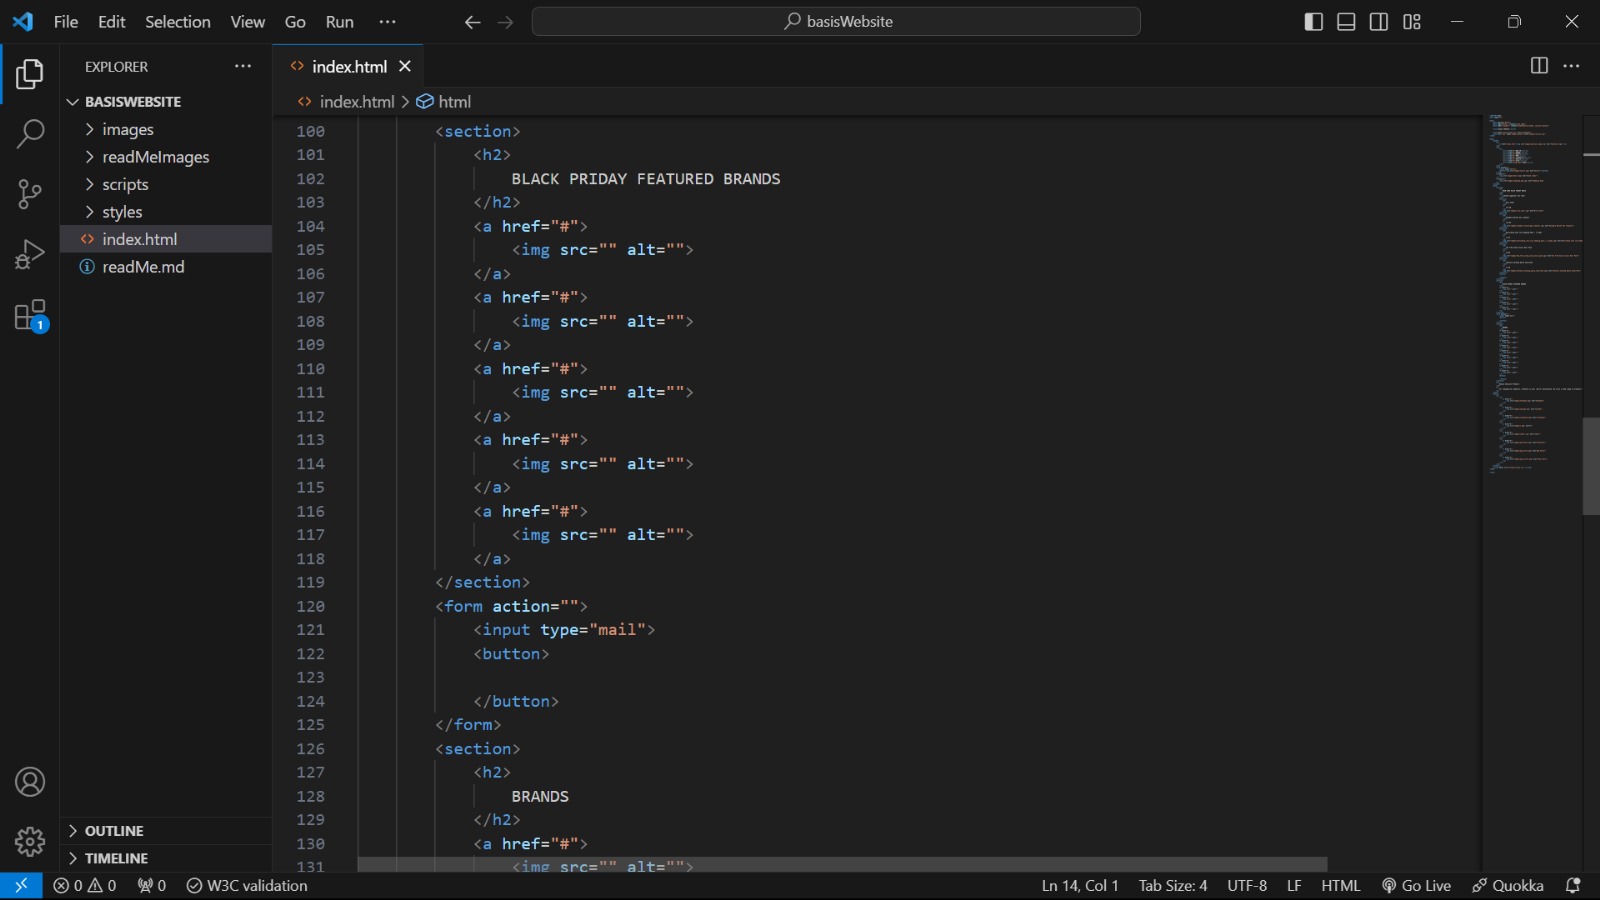 File Edit Selection View Go Run ··· basisWebsite
EXPLORER ···
index.html
BASISWEBSITE
images
readMeImages
scripts
styles
index.html
readMe.md
OUTLINE
TIMELINE
1
index.html > html
100 <section>
101 <h2>
102 BLACK PRIDAY FEATURED BRANDS
103 </h2>
104 <a href="#">
105 <img src="" alt="">
106 </a>
107 <a href="#">
108 <img src="" alt="">
109 </a>
110 <a href="#">
111 <img src="" alt="">
112 </a>
113 <a href="#">
114 <img src="" alt="">
115 </a>
116 <a href="#">
117 <img src="" alt="">
118 </a>
119 </section>
120 <form action="">
121 <input type="mail">
122 <button>
123
124 </button>
125 </form>
126 <section>
127 <h2>
128 BRANDS
129 </h2>
130 <a href="#">
131 <img src="" alt="">
0 0 0 W3C validation Ln 14, Col 1 Tab Size: 4 UTF-8 LF HTML Go Live Quokka